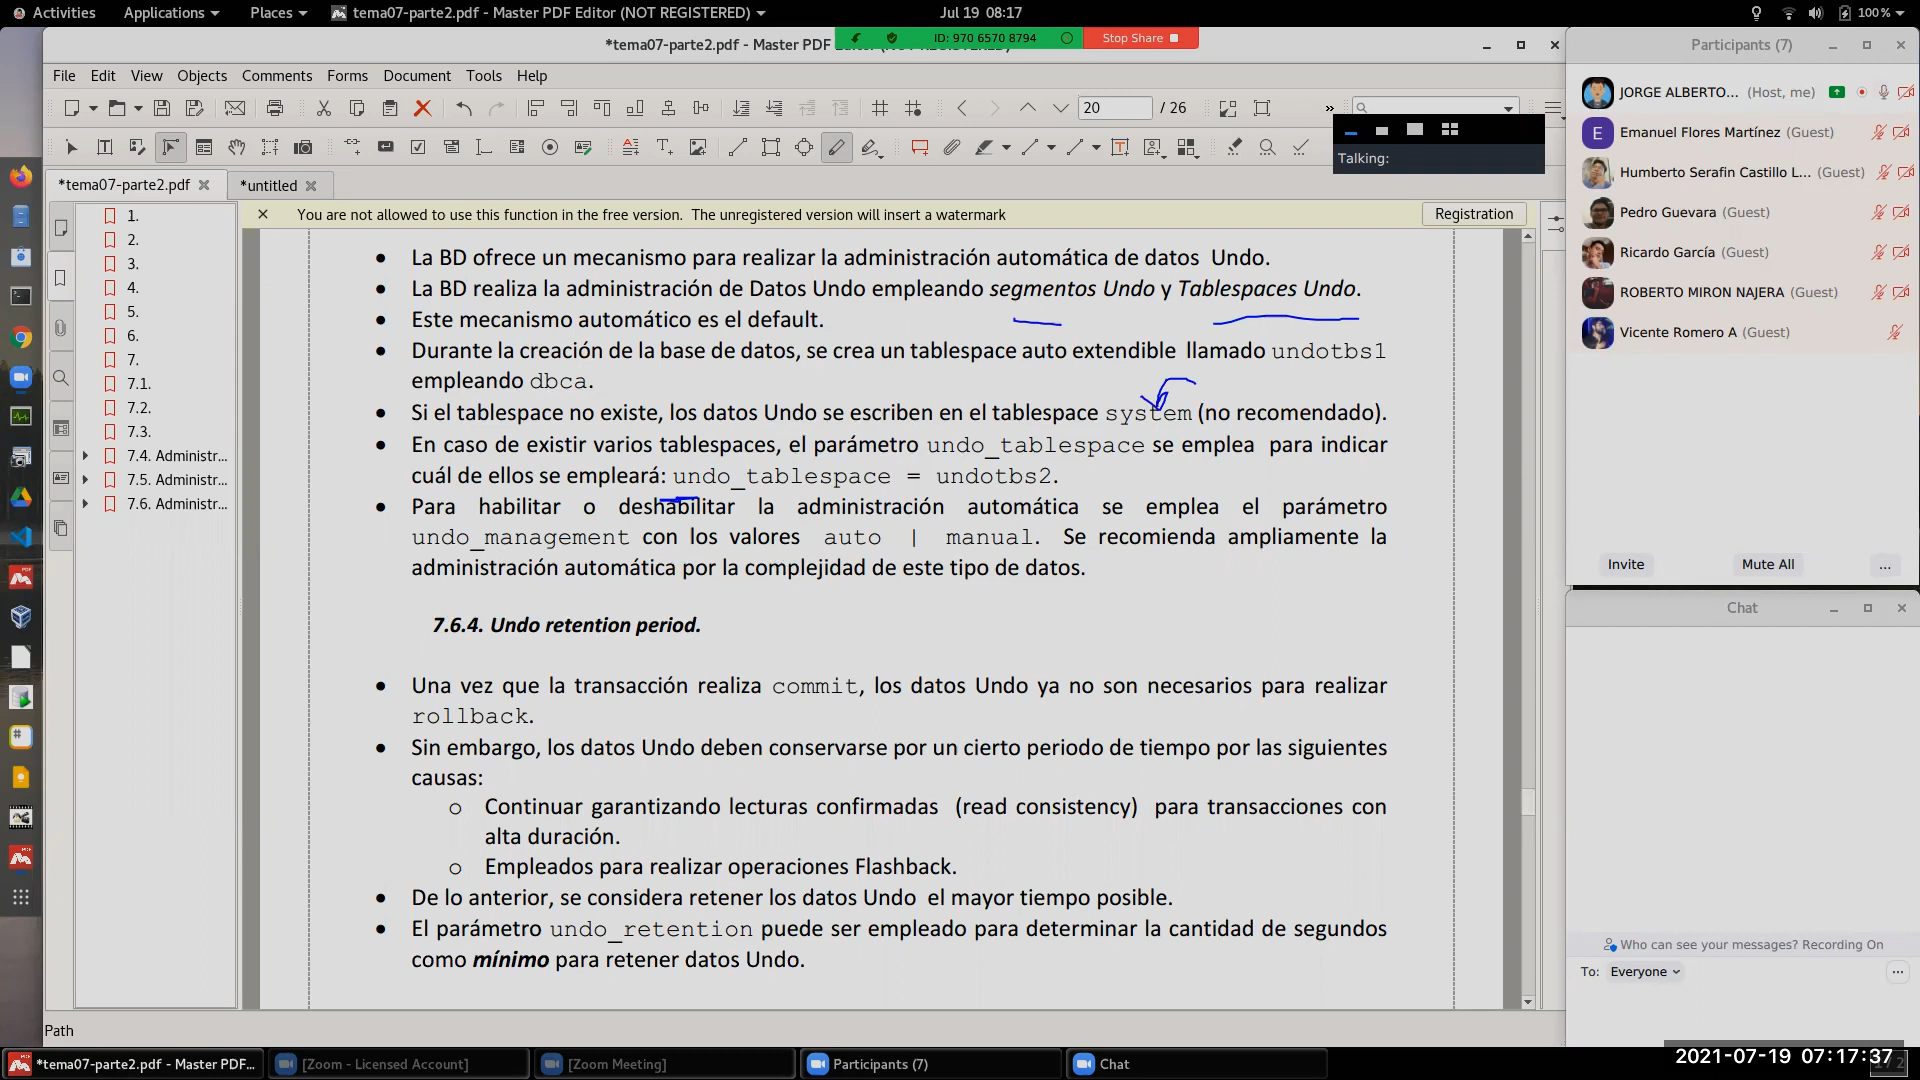 Activities Applications Places tema07-parte2.pdf - Master PDF Editor (NOT REGISTERED) Jul 19 08:17 100%
*tema07-parte2.pdf - Master PDF ID: 970 6570 8794 Stop Share
File Edit View Objects Comments Forms Document Tools Help
20 / 26
Talking:
*tema07-parte2.pdf *untitled
You are not allowed to use this function in the free version. The unregistered version will insert a watermark Registration
1.
2.
3.
4.
5.
6.
7.
7.1.
7.2.
7.3.
7.4. Administr...
7.5. Administr...
7.6. Administr...
• La BD ofrece un mecanismo para realizar la administración automática de datos Undo.
• La BD realiza la administración de Datos Undo empleando segmentos Undo y Tablespaces Undo.
• Este mecanismo automático es el default.
• Durante la creación de la base de datos, se crea un tablespace auto extendible llamado undotbs1
empleando dbca.
• Si el tablespace no existe, los datos Undo se escriben en el tablespace system (no recomendado).
• En caso de existir varios tablespaces, el parámetro undo_tablespace se emplea para indicar
cuál de ellos se empleará: undo_tablespace = undotbs2.
• Para habilitar o deshabilitar la administración automática se emplea el parámetro
undo_management con los valores auto | manual. Se recomienda ampliamente la
administración automática por la complejidad de este tipo de datos.
7.6.4. Undo retention period.
• Una vez que la transacción realiza commit, los datos Undo ya no son necesarios para realizar
rollback.
• Sin embargo, los datos Undo deben conservarse por un cierto periodo de tiempo por las siguientes
causas:
o Continuar garantizando lecturas confirmadas (read consistency) para transacciones con
alta duración.
o Empleados para realizar operaciones Flashback.
• De lo anterior, se considera retener los datos Undo el mayor tiempo posible.
• El parámetro undo_retention puede ser empleado para determinar la cantidad de segundos
como mínimo para retener datos Undo.
Path
Participants (7)
JORGE ALBERTO... (Host, me)
E Emanuel Flores Martínez (Guest)
Humberto Serafin Castillo L... (Guest)
Pedro Guevara (Guest)
Ricardo García (Guest)
ROBERTO MIRON NAJERA (Guest)
Vicente Romero A (Guest)
Invite Mute All ...
Chat
Who can see your messages? Recording On
To: Everyone
*tema07-parte2.pdf - Master PDF... [Zoom - Licensed Account] [Zoom Meeting] Participants (7) Chat
2021-07-19 07:17:37